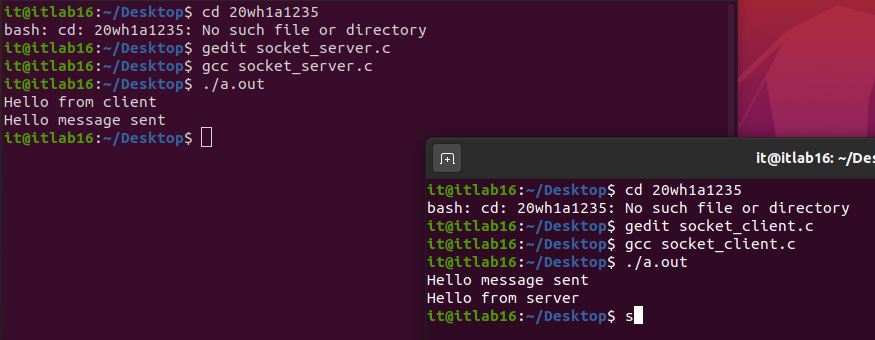 it@itlab16:~/Desktop$ cd 20wh1a1235
bash: cd: 20wh1a1235: No such file or directory
it@itlab16:~/Desktop$ gedit socket_server.c
it@itlab16:~/Desktop$ gcc socket_server.c
it@itlab16:~/Desktop$ ./a.out
Hello from client
Hello message sent
it@itlab16:~/Desktop$
it@itlab16: ~/Des
it@itlab16:~/Desktop$ cd 20wh1a1235
bash: cd: 20wh1a1235: No such file or directory
it@itlab16:~/Desktop$ gedit socket_client.c
it@itlab16:~/Desktop$ gcc socket_client.c
it@itlab16:~/Desktop$ ./a.out
Hello message sent
Hello from server
it@itlab16:~/Desktop$ s